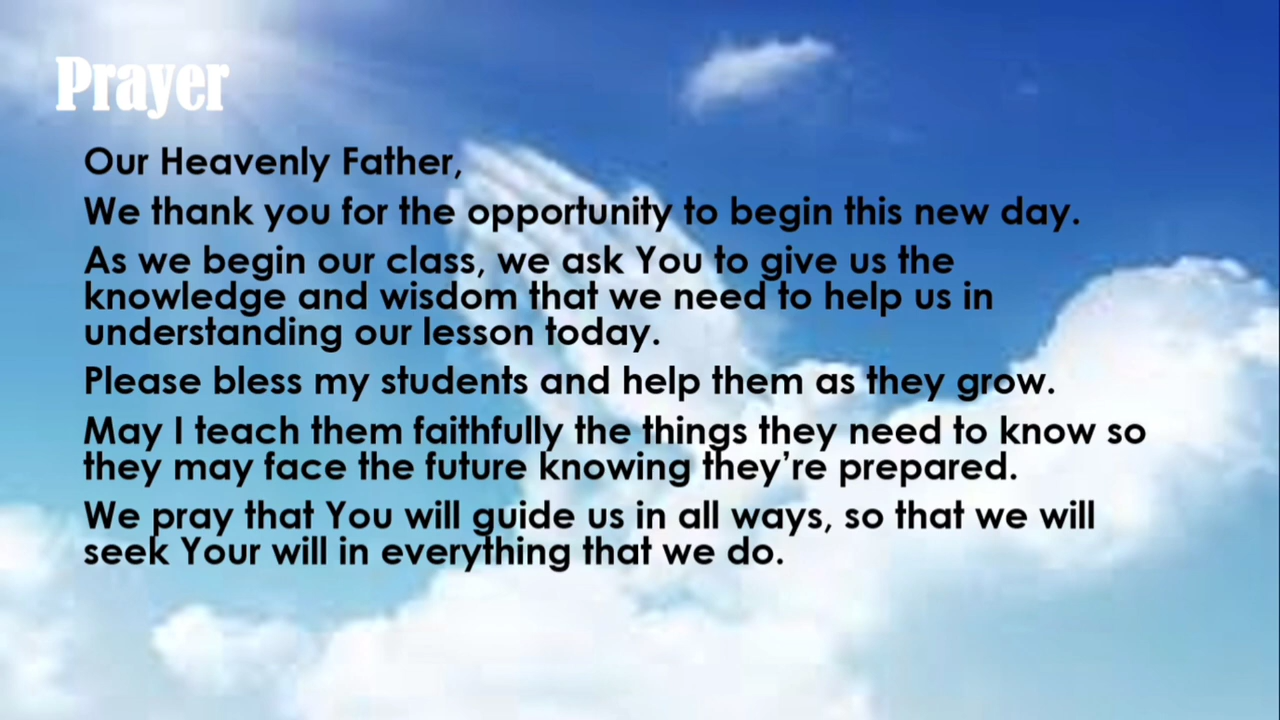 Prayer
Our Heavenly Father,
We thank you for the opportunity to begin this new day.
As we begin our class, we ask You to give us the
knowledge and wisdom that we need to help us in
understanding our lesson today.
Please bless my students and help them as they grow.
May I teach them faithfully the things they need to know so
they may face the future knowing they’re prepared.
We pray that You will guide us in all ways, so that we will
seek Your will in everything that we do.